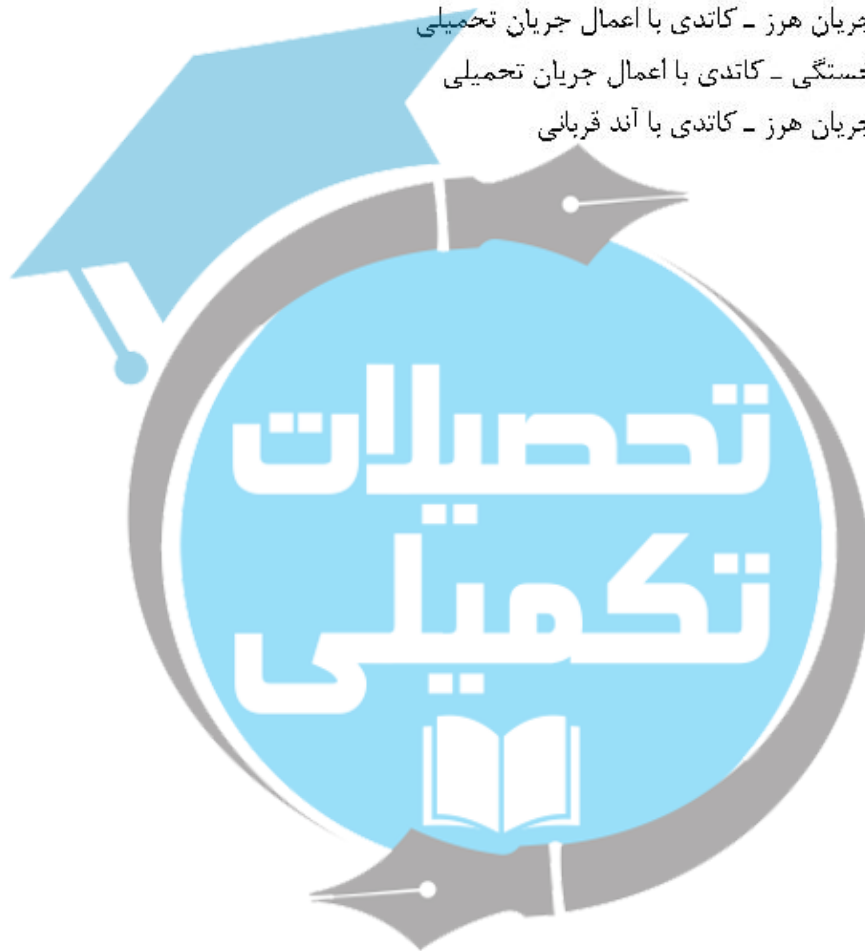 جریان هرز ـ کاتدی با اعمال جریان تحمیلی
خستگی ـ کاتدی با اعمال جریان تحمیلی
جریان هرز ـ کاتدی با آند قربانی
تحصیلات
تکمیلی